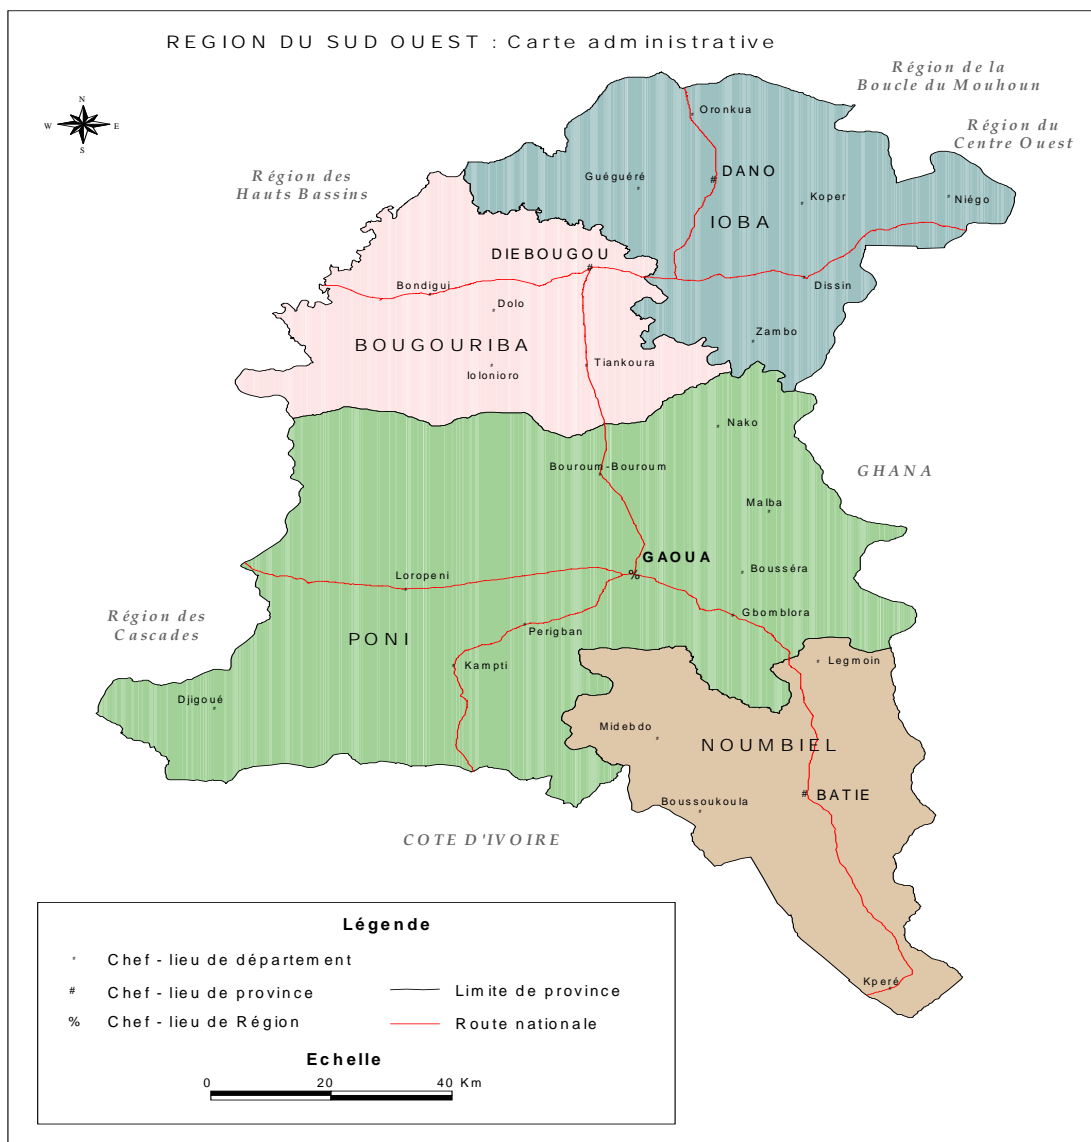 REGION DU SUD OUEST : Carte administrative
Région de la
Boucle du Mouhoun
N
W
E
S
Oronkua
Région du
Centre Ouest
Région des
Hauts Bassins
Guéguéré
DANO
Koper
Niégo
IOBA
DIEBOUGOU
Bondigui
Dissin
Dolo
BOUGOURIBA
Zambo
Iolonioro
Tiankoura
Nako
Bouroum-Bouroum
GHANA
Malba
GAOUA
%
Loropeni
Bousséra
Région des
Cascades
Gbomblora
PONI
Perigban
Kampti
Legmoin
Djigoué
Midebdo
NOUMBIEL
BATIE
Boussoukoula
COTE D'IVOIRE
Kperé
Légende
Chef - lieu de département
# Chef - lieu de province
Limite de province
% Chef - lieu de Région
Route nationale
Echelle
0 20 40 Km